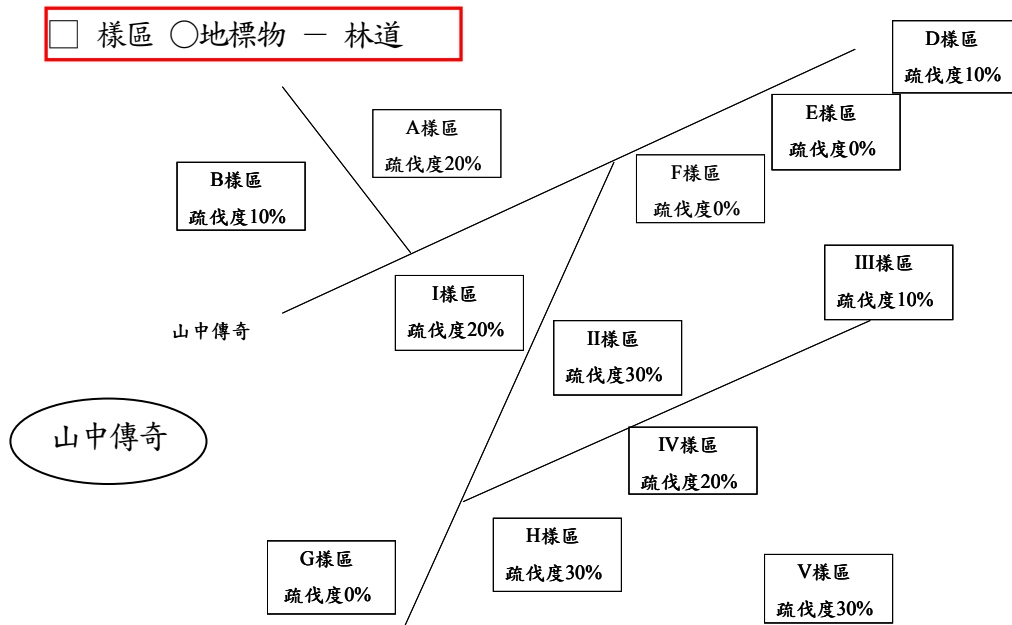 □ 樣區 ○地標物 － 林道
D樣區
疏伐度10%
A樣區
疏伐度20%
E樣區
疏伐度0%
B樣區
疏伐度10%
F樣區
疏伐度0%
I樣區
疏伐度20%
III樣區
疏伐度10%
山中傳奇
II樣區
疏伐度30%
山中傳奇
IV樣區
疏伐度20%
H樣區
疏伐度30%
G樣區
疏伐度0%
V樣區
疏伐度30%